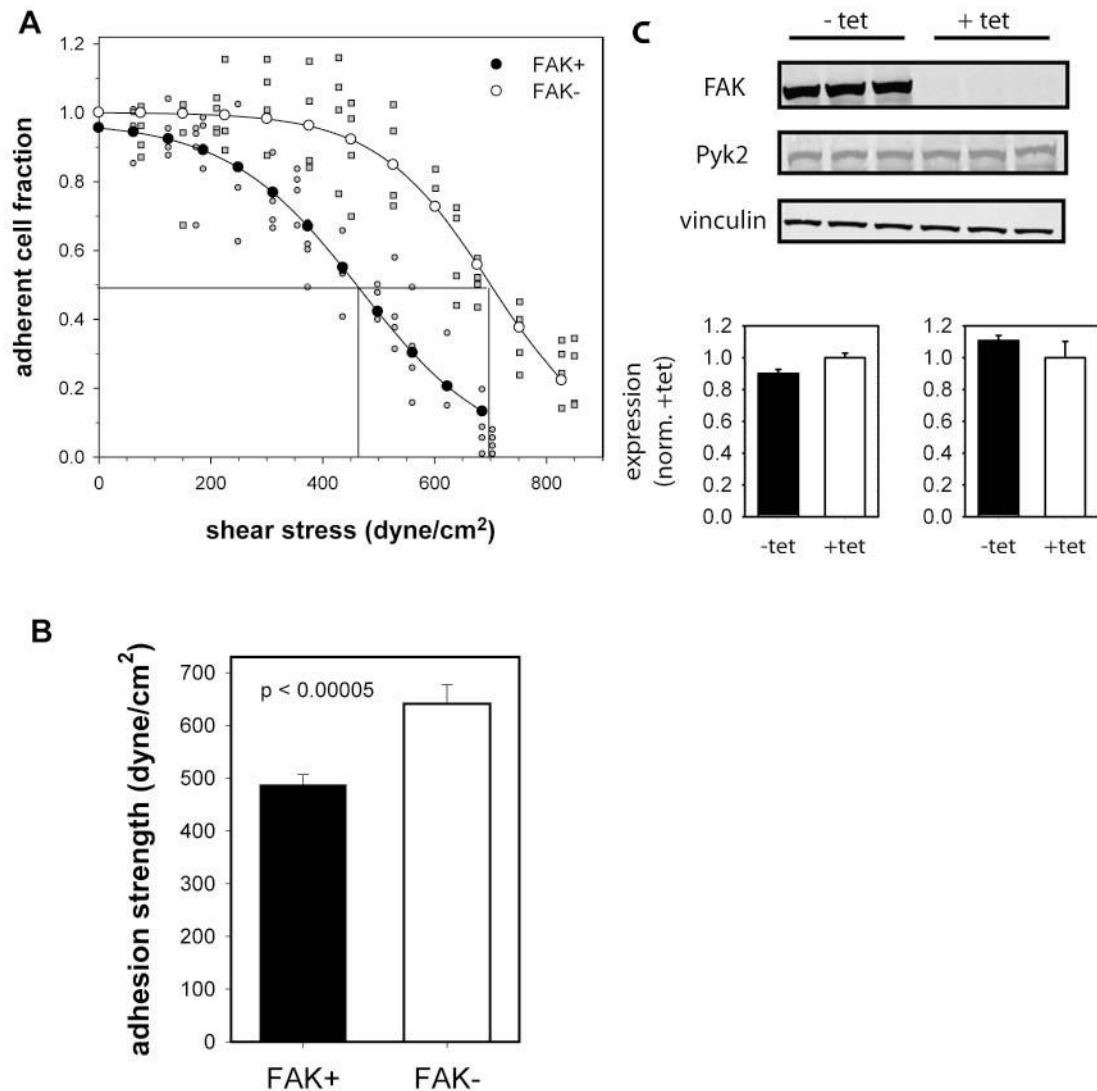 A
1.2
1.0
0.8
0.6
0.4
0.2
0.0
adherent cell fraction
FAK+
FAK-
0 200 400 600 800
shear stress (dyne/cm²)
C
- tet + tet
FAK
Pyk2
vinculin
expression
(norm. +tet)
1.2
1.0
0.8
0.6
0.4
0.2
0.0
-tet +tet
1.2
1.0
0.8
0.6
0.4
0.2
0.0
-tet +tet
B
adhesion strength (dyne/cm²)
700
600
500
400
300
200
100
0
p < 0.00005
FAK+ FAK-